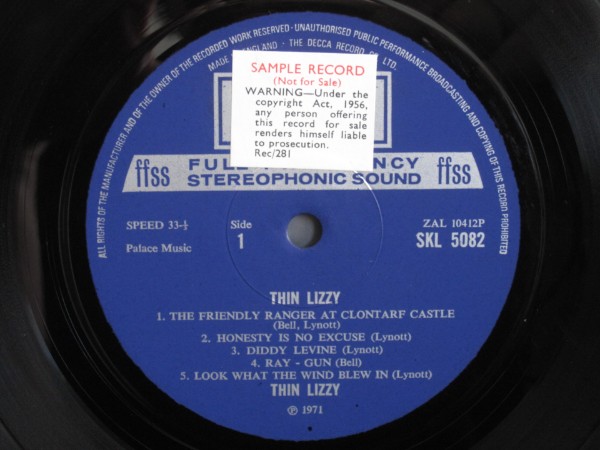 ALL RIGHTS OF THE MANUFACTURER AND OF THE OWNER OF THE RECORDED WORK RESERVED · UNAUTHORISED PUBLIC PERFORMANCE BROADCASTING AND COPYING OF THIS RECORD PROHIBITED
MADE ENGLAND · THE DECCA RECORD CO. LTD.
SAMPLE RECORD
(Not for Sale)
WARNING—Under the
copyright Act, 1956,
any person offering
this record for sale
renders himself liable
to prosecution.
Rec/281
ffss FULL NCY ffss
STEREOPHONIC SOUND
SPEED 33-⅓ Side ZAL 10412P
Palace Music 1 SKL 5082
THIN LIZZY
1. THE FRIENDLY RANGER AT CLONTARF CASTLE
(Bell, Lynott)
2. HONESTY IS NO EXCUSE (Lynott)
3. DIDDY LEVINE (Lynott)
4. RAY - GUN (Bell)
5. LOOK WHAT THE WIND BLEW IN (Lynott)
THIN LIZZY
℗ 1971